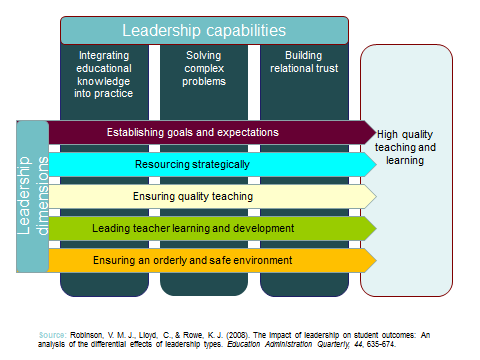 Leadership capabilities
Integrating
educational
knowledge
into practice
Solving
complex
problems
Building
relational trust
Leadership
dimensions
Establishing goals and expectations
Resourcing strategically
Ensuring quality teaching
Leading teacher learning and development
Ensuring an orderly and safe environment
High quality
teaching and
learning
Source: Robinson, V. M. J., Lloyd, C., & Rowe, K. J. (2008). The impact of leadership on student outcomes: An
analysis of the differential effects of leadership types. Education Administration Quarterly, 44, 635-674.